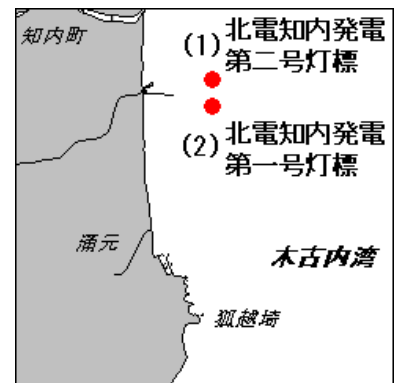 知内町
(1) 北電知内発電
第二号灯標
(2) 北電知内発電
第一号灯標
涌元
木古内湾
狐越埼